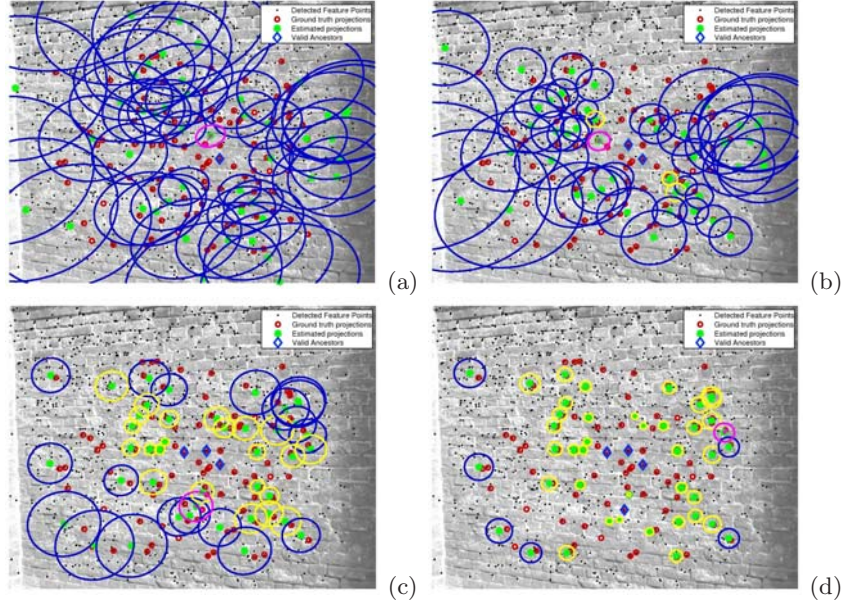 Detected Feature Points
Ground truth projections
Estimated projections
Valid Ancestors
(a)
Detected Feature Points
Ground truth projections
Estimated projections
Valid Ancestors
(b)
Detected Feature Points
Ground truth projections
Estimated projections
Valid Ancestors
(c)
Detected Feature Points
Ground truth projections
Estimated projections
Valid Ancestors
(d)